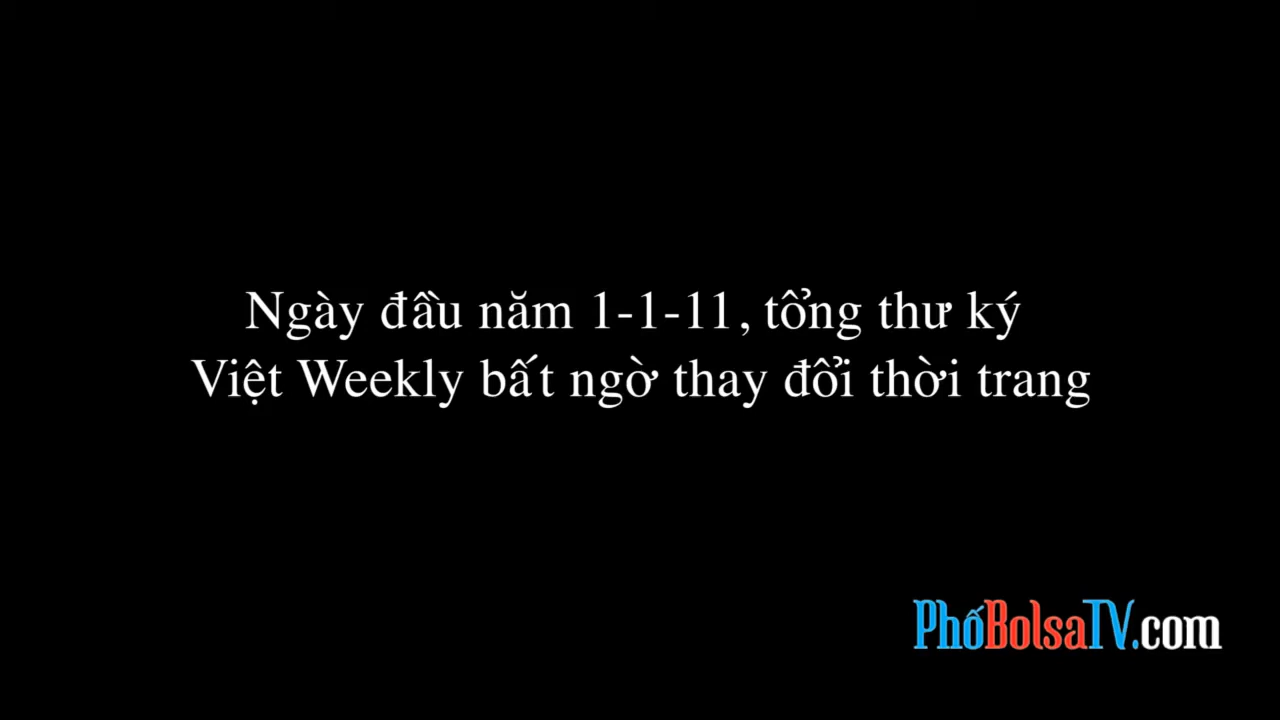 Ngày đầu năm 1-1-11, tổng thư ký
Việt Weekly bất ngờ thay đổi thời trang
PhốBolsaTV.com